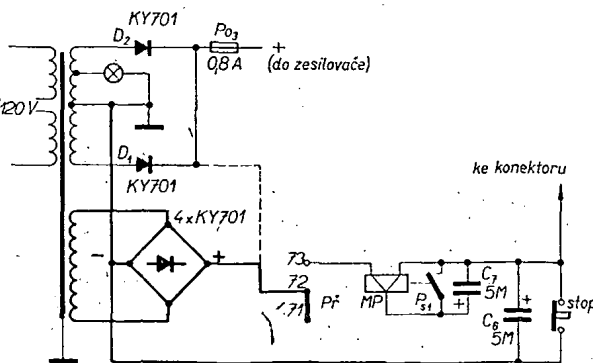 KY701
D2
Po3
+
0,8 A
(do zesilovače)
120V
D1
KY701
ke konektoru
4xKY701
-
+
73
72
71
Př
MP
Ps1
C7
5M
+
+
C6
5M
stop